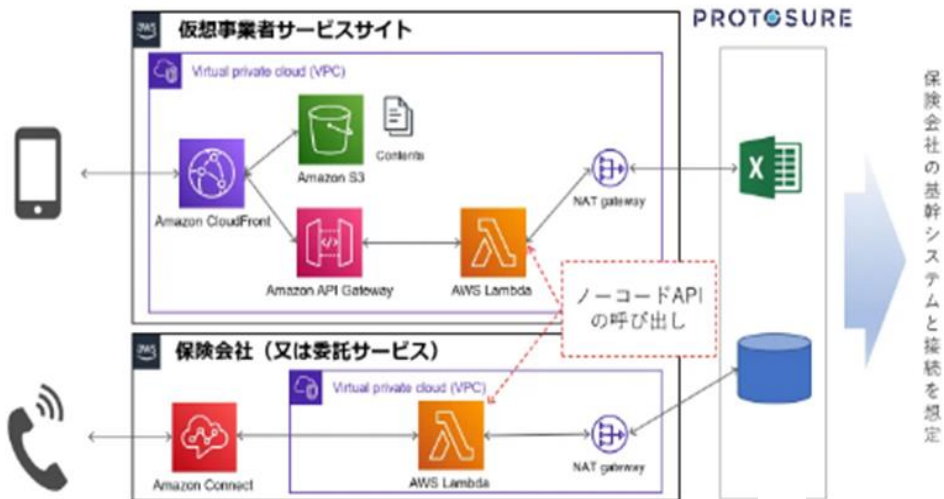 aws
仮想事業者サービスサイト
PROTOSURE
Virtual private cloud (VPC)
Contents
Amazon S3
Amazon CloudFront
NAT gateway
X
Amazon API Gateway
AWS Lambda
ノーコードAPI
の呼び出し
aws
保険会社（又は委託サービス）
Virtual private cloud (VPC)
Amazon Connect
AWS Lambda
NAT gateway
保険会社の基幹システムと接続を想定